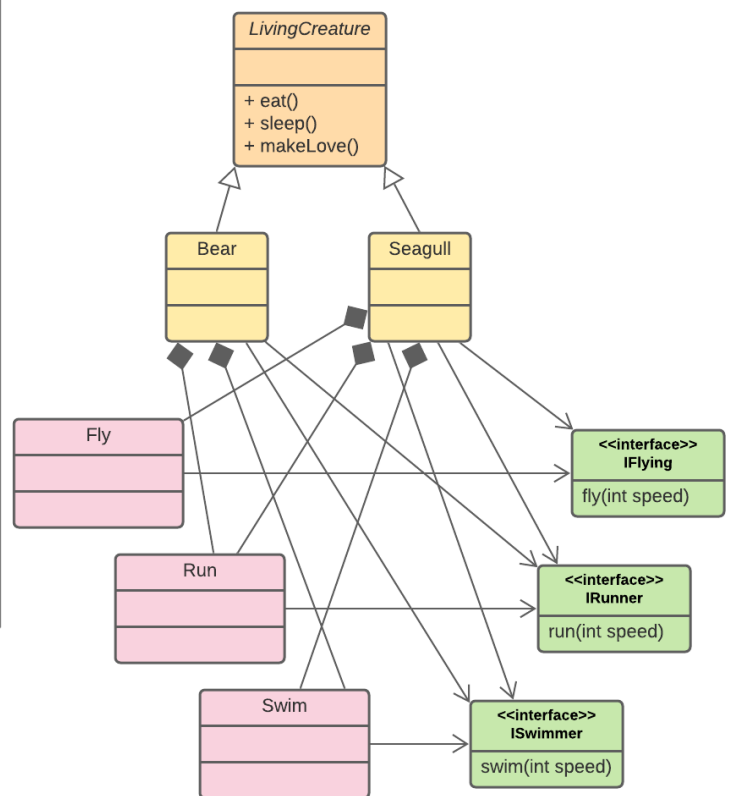 LivingCreature
+ eat()
+ sleep()
+ makeLove()
Bear
Seagull
Fly
<<interface>>
IFlying
fly(int speed)
Run
<<interface>>
IRunner
run(int speed)
Swim
<<interface>>
ISwimmer
swim(int speed)